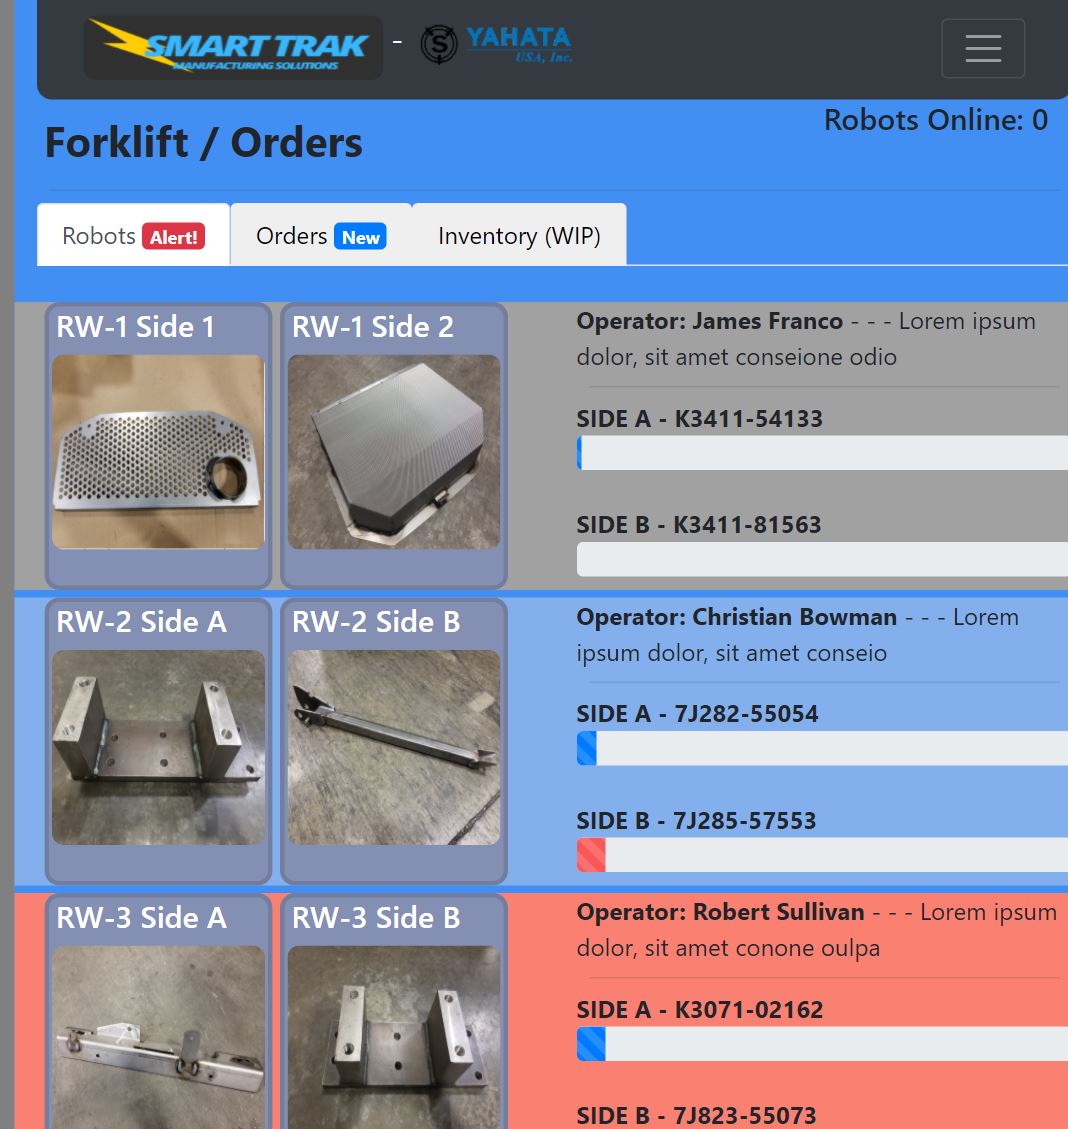 SMART TRAK
MANUFACTURING SOLUTIONS
-
S
YAHATA
USA, Inc.
Robots Online: 0
Forklift / Orders
Robots Alert!
Orders New
Inventory (WIP)
RW-1 Side 1
RW-1 Side 2
Operator: James Franco - - - Lorem ipsum
dolor, sit amet conseione odio
SIDE A - K3411-54133
SIDE B - K3411-81563
RW-2 Side A
RW-2 Side B
Operator: Christian Bowman - - - Lorem
ipsum dolor, sit amet conseio
SIDE A - 7J282-55054
SIDE B - 7J285-57553
RW-3 Side A
RW-3 Side B
Operator: Robert Sullivan - - - Lorem ipsum
dolor, sit amet conone oulpa
SIDE A - K3071-02162
SIDE B - 7J823-55073